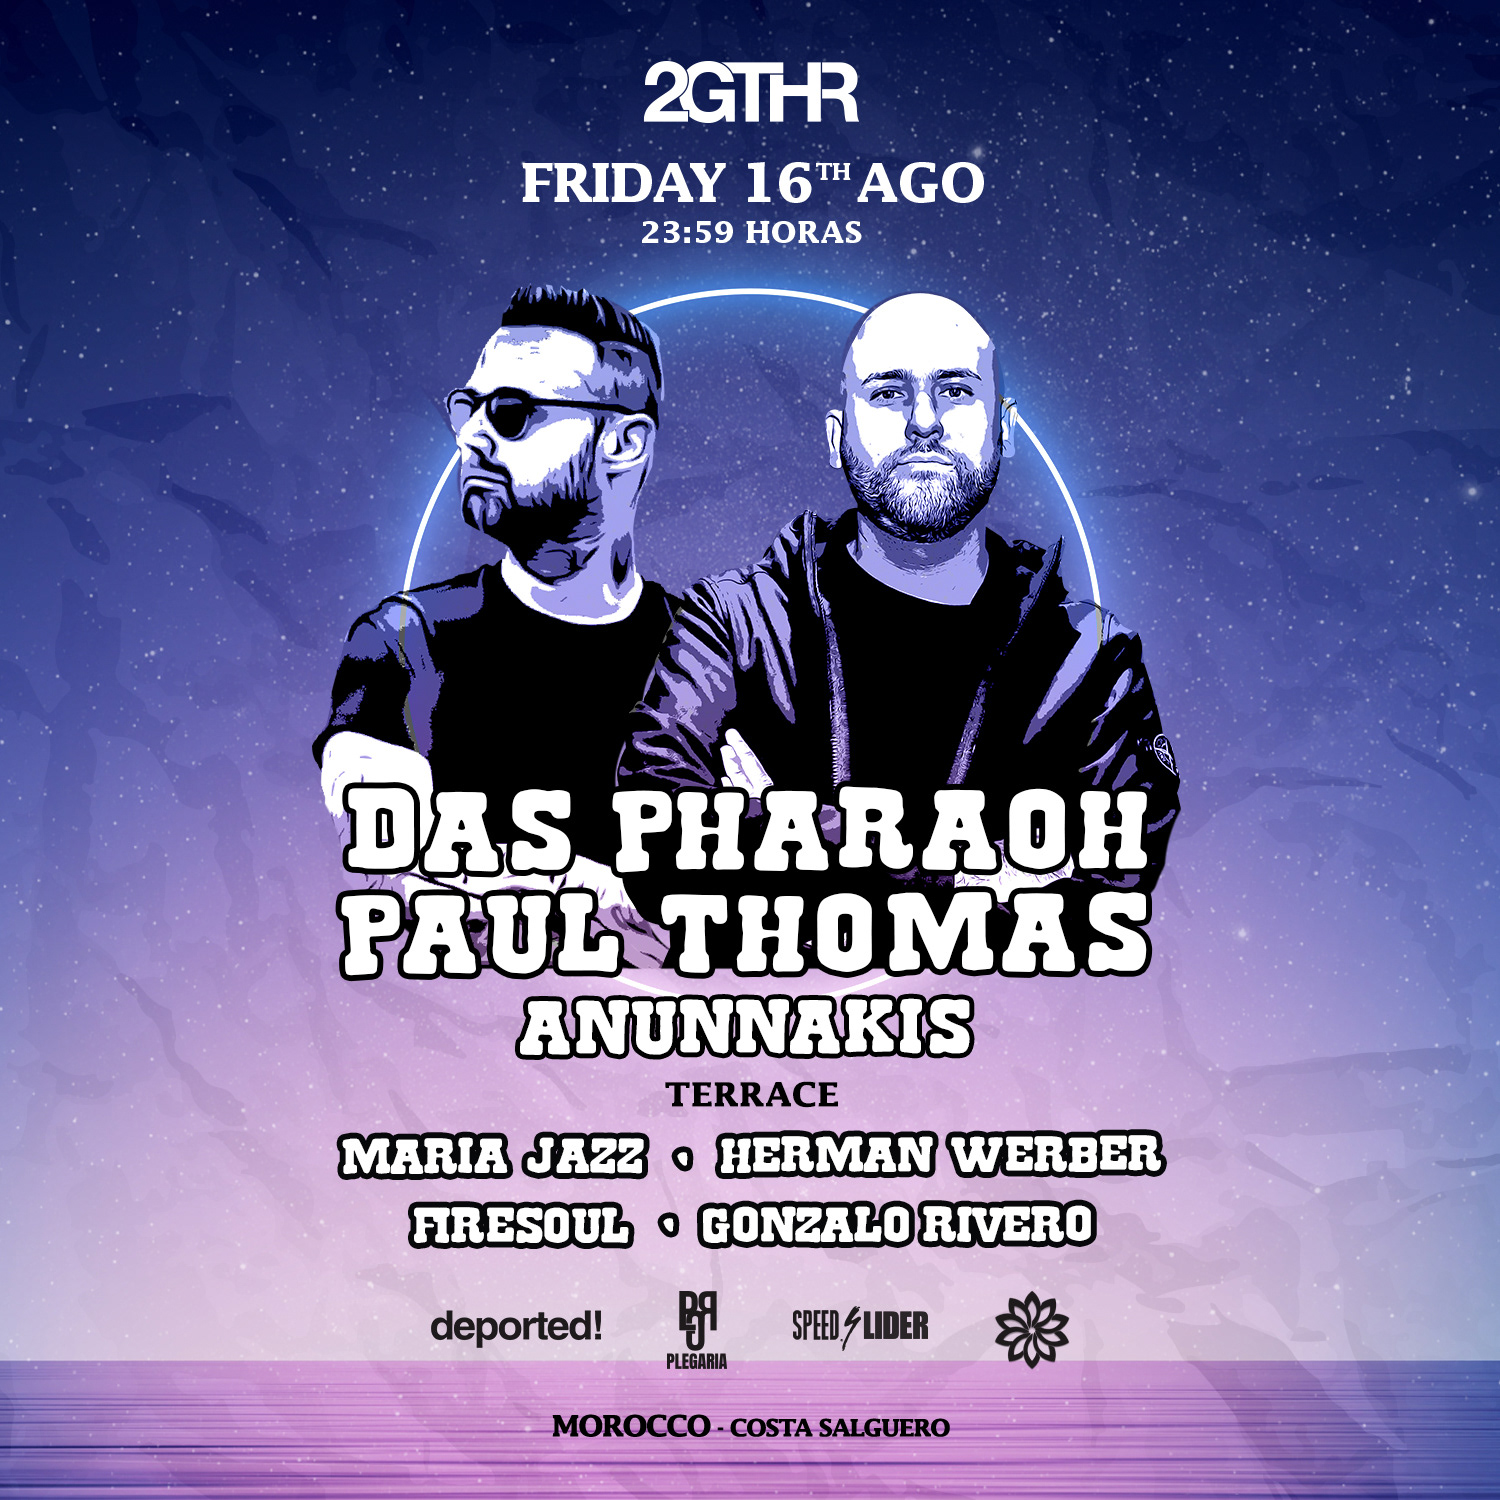 2GTHR
FRIDAY 16TH AGO
23:59 HORAS
DAS PHARAOH
PAUL THOMAS
ANUNNAKIS
TERRACE
MARIA JAZZ • HERMAN WERBER
FIRESOUL • GONZALO RIVERO
deported! PLEGARIA SPEED SLIDER
MOROCCO - COSTA SALGUERO